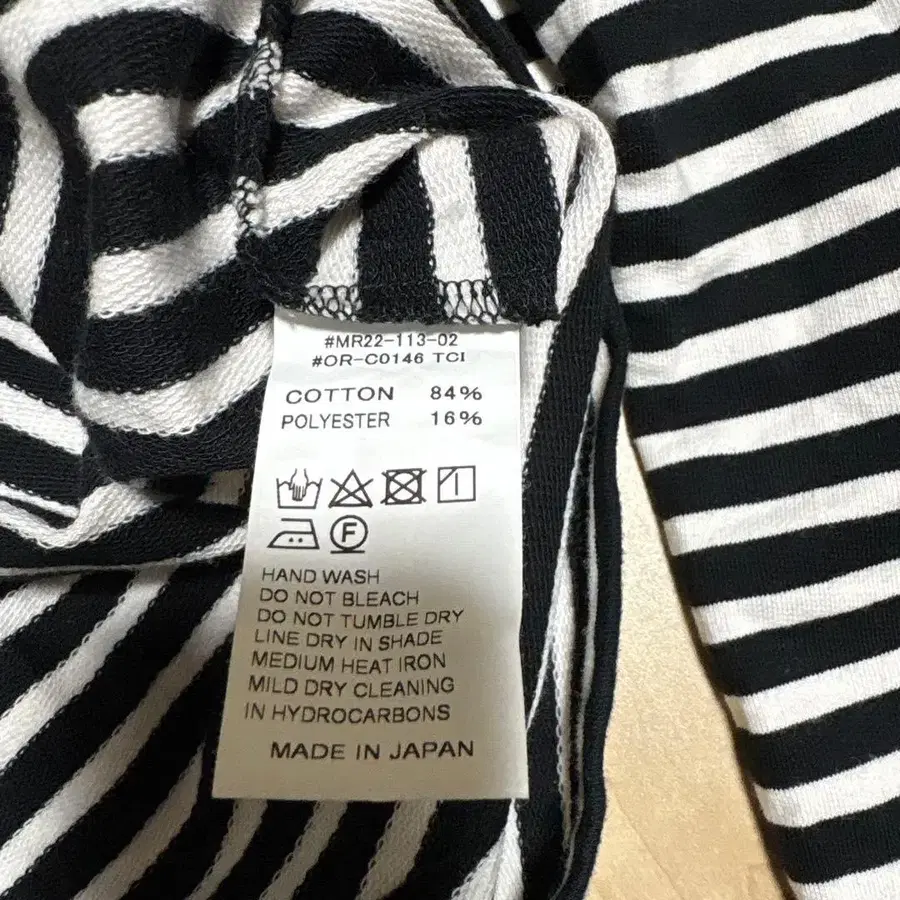 #MR22-113-02
#OR-C0146 TCI
COTTON 84%
POLYESTER 16%
F
HAND WASH
DO NOT BLEACH
DO NOT TUMBLE DRY
LINE DRY IN SHADE
MEDIUM HEAT IRON
MILD DRY CLEANING
IN HYDROCARBONS
MADE IN JAPAN